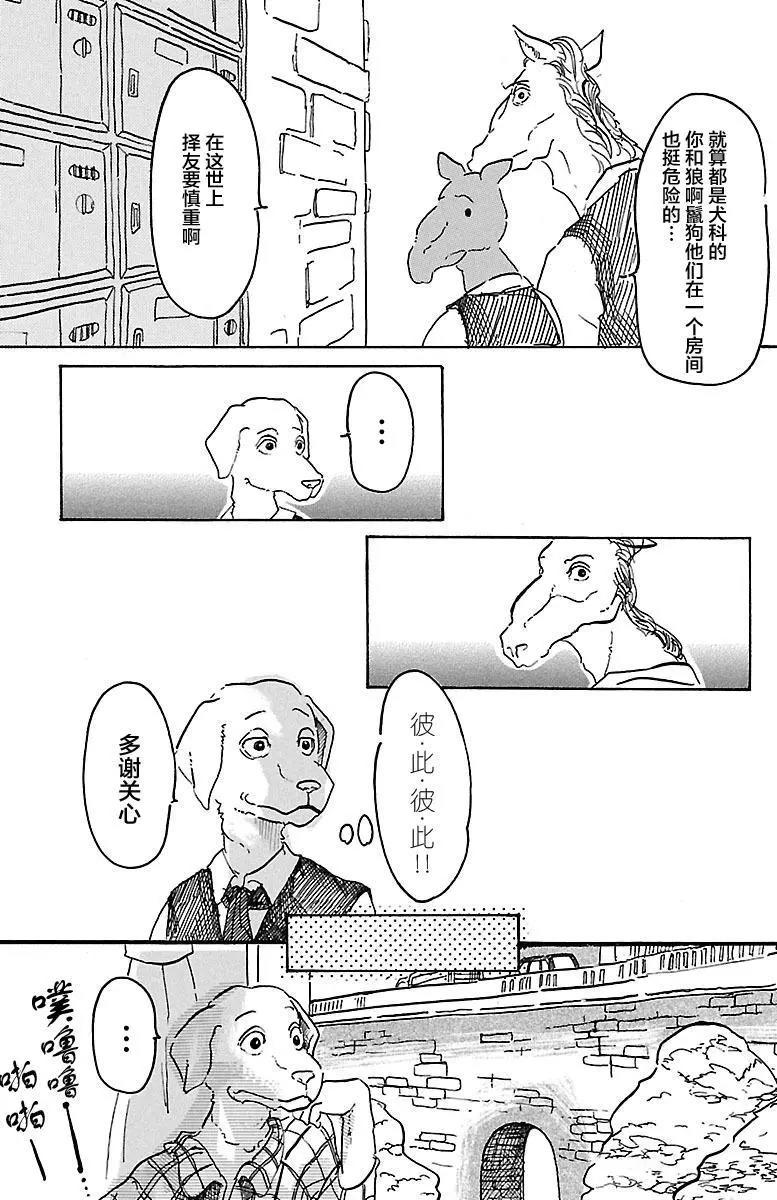 就算都是犬科的
你和狼啊鬣狗他们在一个房间
也挺危险的…
在这世上
择友要慎重啊
…
彼·此·彼·此!!
多谢关心
…
噗噜噜…
啪啪—